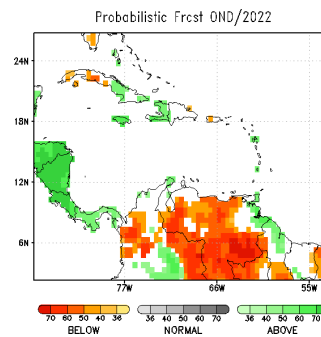 Probabilistic Frcst OND/2022
24N
18N
12N
6N
77W 66W 55W
70 60 50 40 36 36 40 50 60 70 36 40 50 60 70
BELOW NORMAL ABOVE